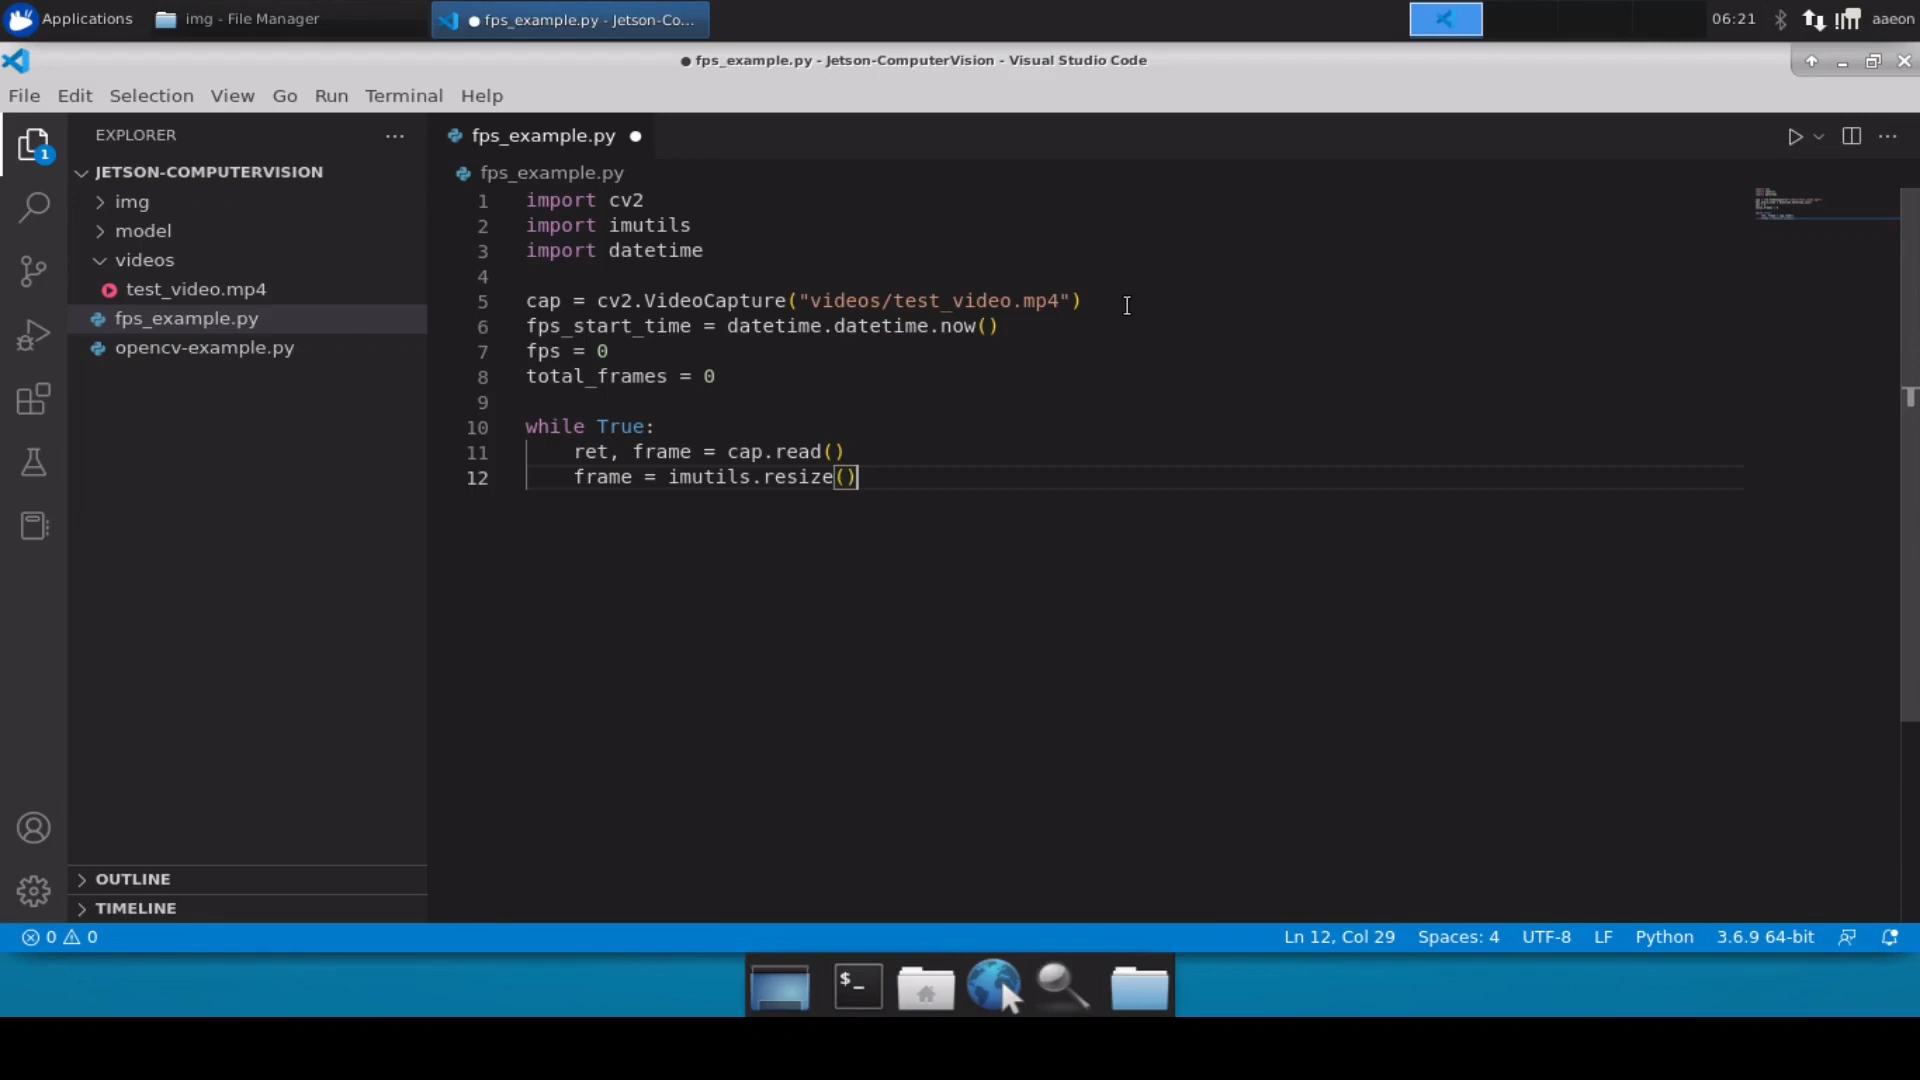 Applications
img - File Manager
● fps_example.py - Jetson-Co...
06:21
aaeon
● fps_example.py - Jetson-ComputerVision - Visual Studio Code
File Edit Selection View Go Run Terminal Help
EXPLORER
fps_example.py ●
JETSON-COMPUTERVISION
img
model
videos
test_video.mp4
fps_example.py
opencv-example.py
fps_example.py
1 import cv2
2 import imutils
3 import datetime
4
5 cap = cv2.VideoCapture("videos/test_video.mp4")
6 fps_start_time = datetime.datetime.now()
7 fps = 0
8 total_frames = 0
9
10 while True:
11 ret, frame = cap.read()
12 frame = imutils.resize()
1
OUTLINE
TIMELINE
0 0
Ln 12, Col 29 Spaces: 4 UTF-8 LF Python 3.6.9 64-bit
$_